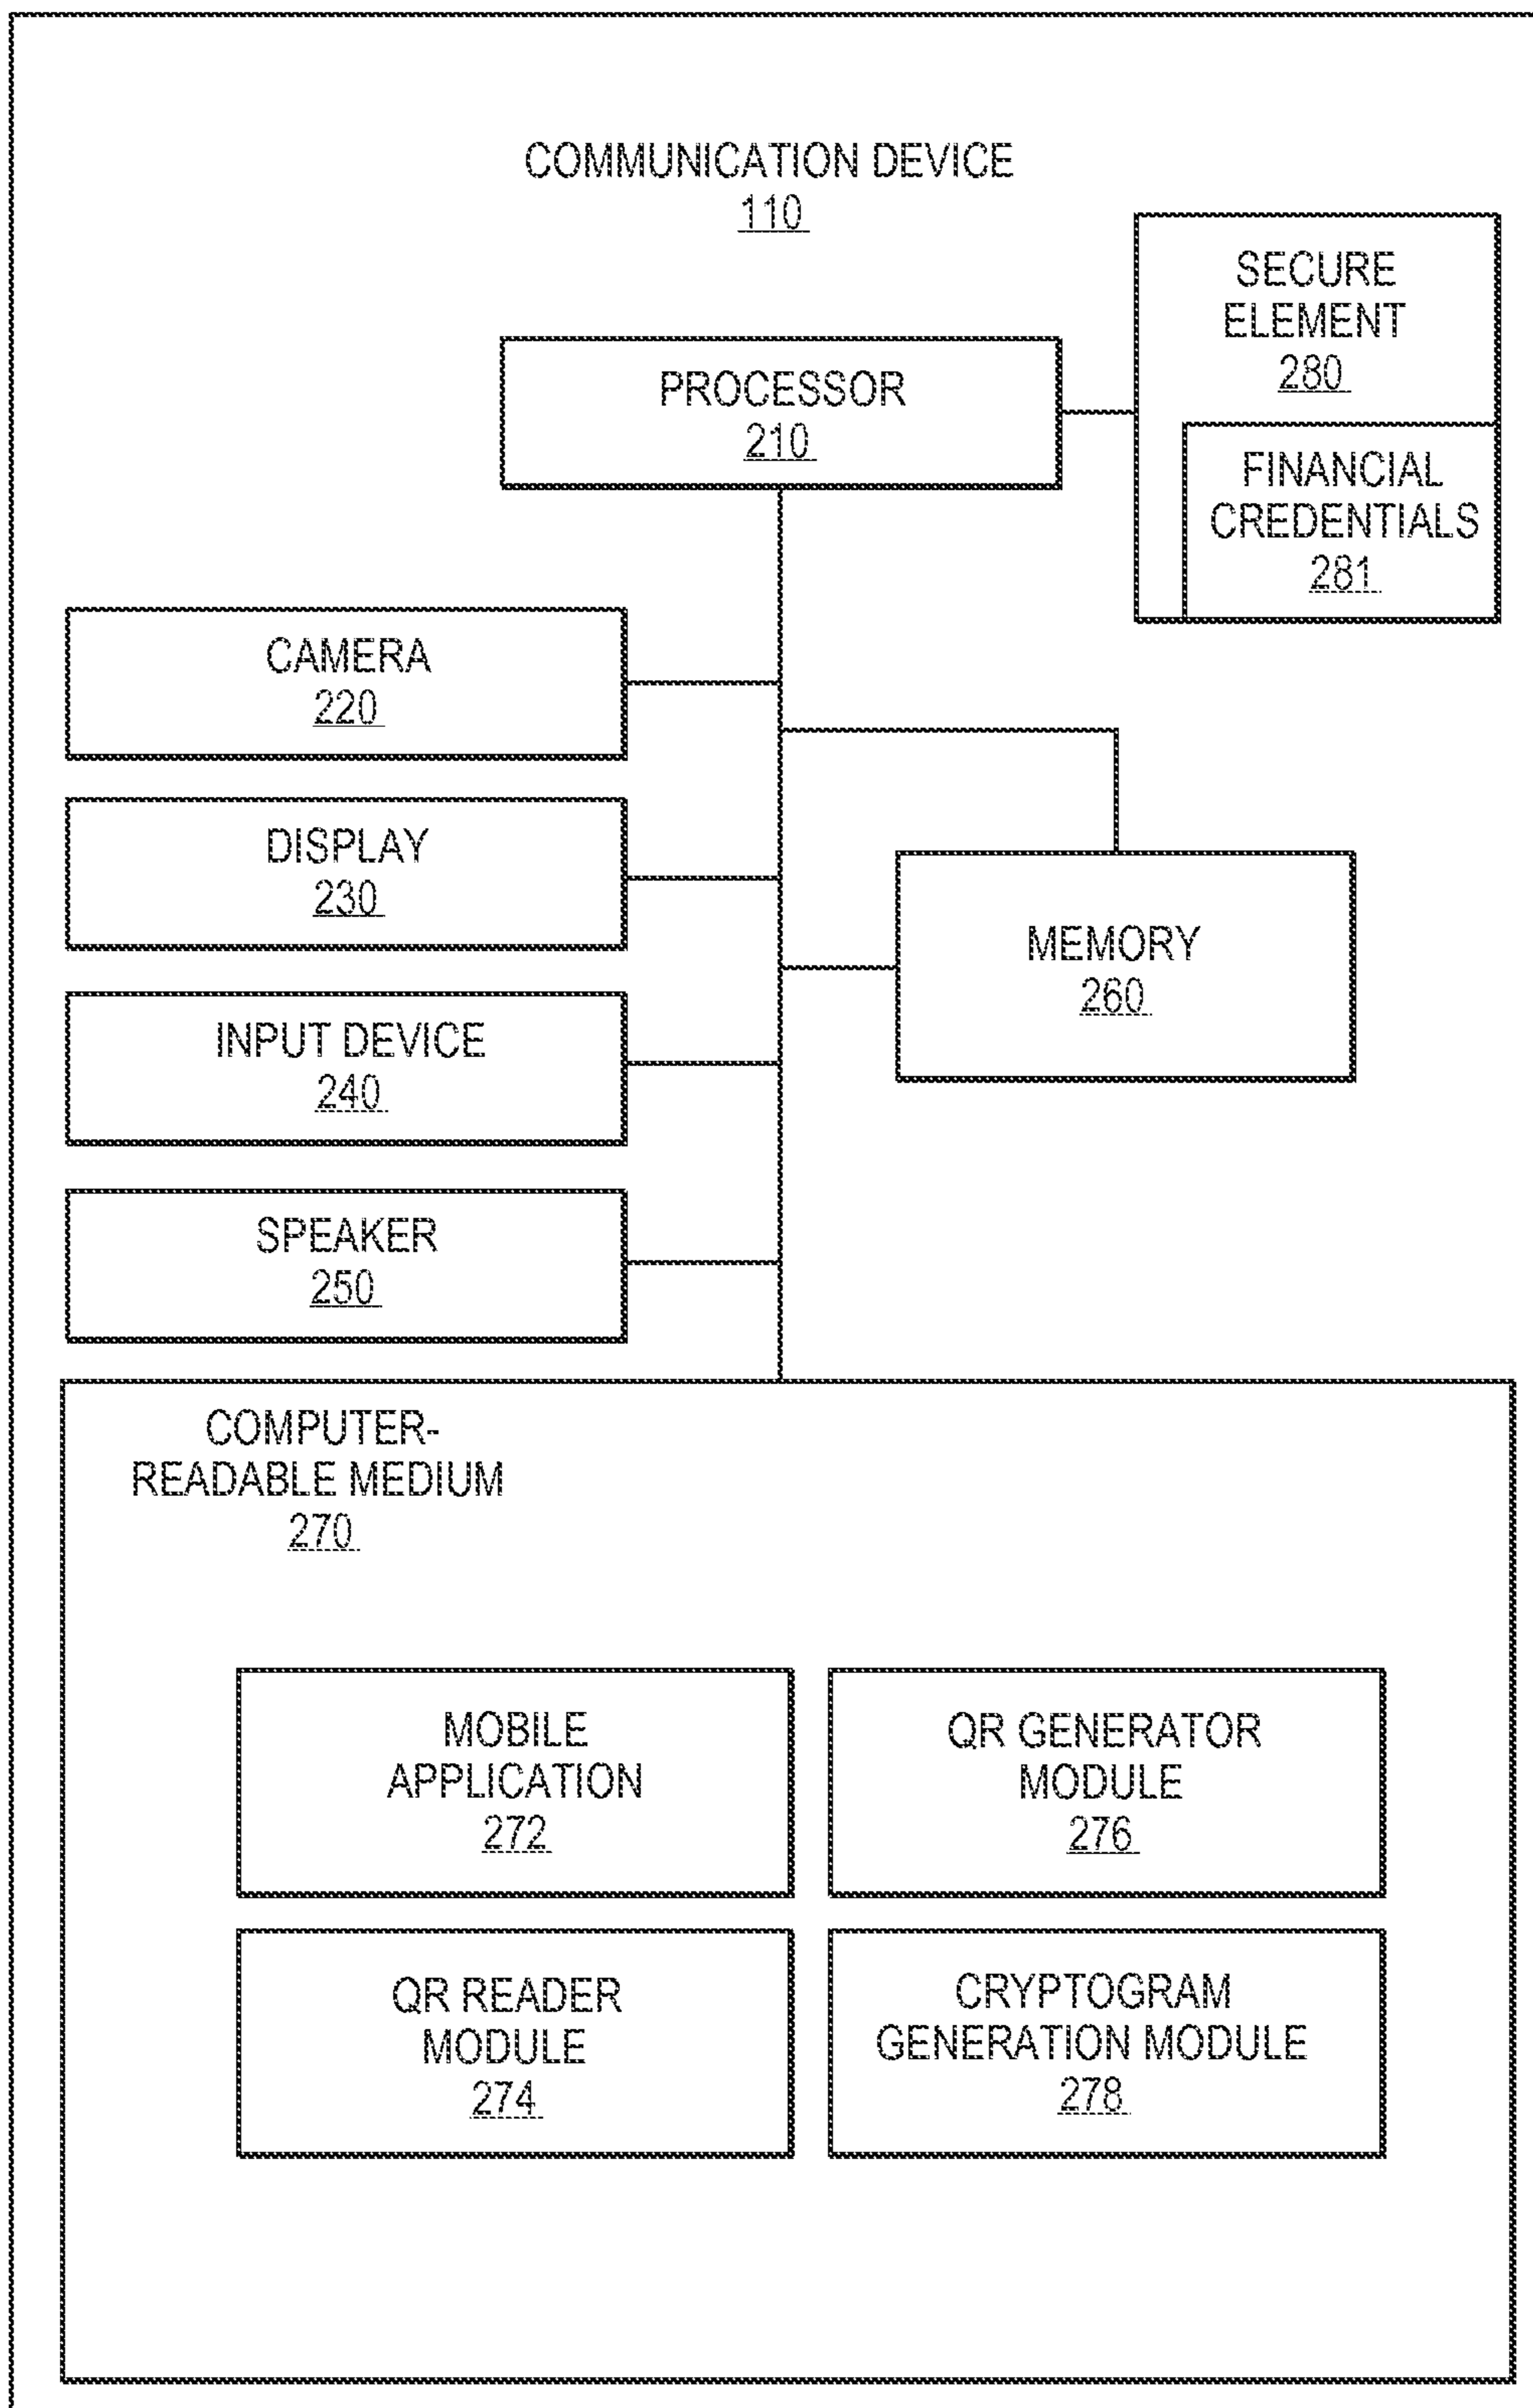 COMMUNICATION DEVICE
110
SECURE
ELEMENT
280
PROCESSOR
210
FINANCIAL
CREDENTIALS
281
CAMERA
220
DISPLAY
230
MEMORY
260
INPUT DEVICE
240
SPEAKER
250
COMPUTER-
READABLE MEDIUM
270
MOBILE
APPLICATION
272
QR GENERATOR
MODULE
276
QR READER
MODULE
274
CRYPTOGRAM
GENERATION MODULE
278